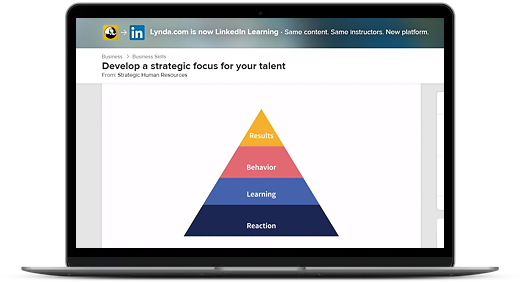 Lynda.com is now LinkedIn Learning - Same content. Same instructors. New platform.
Business > Business Skills
Develop a strategic focus for your talent
From: Strategic Human Resources
Results
Behavior
Learning
Reaction